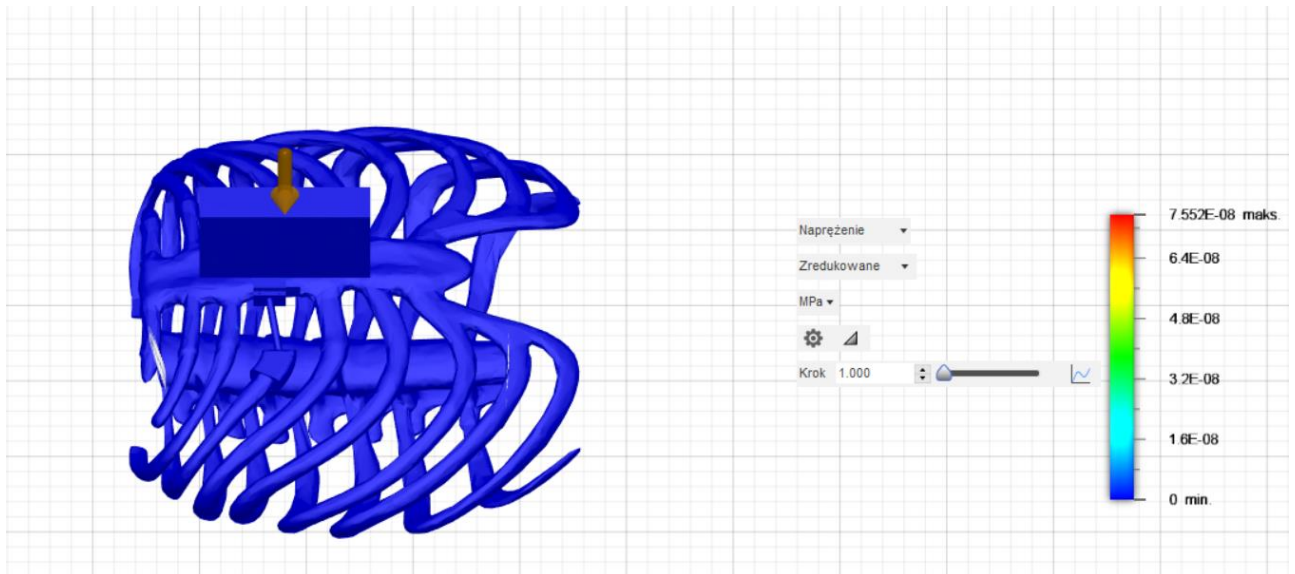 Naprężenie
Zredukowane
MPa
Krok 1.000
7.552E-08 maks.
6.4E-08
4.8E-08
3.2E-08
1.6E-08
0 min.